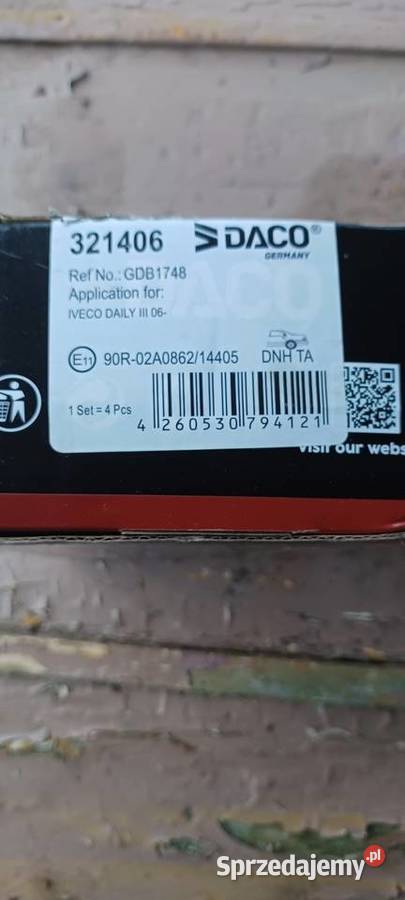 321406 DACO®
GERMANY
Ref No.:GDB1748
Application for:
IVECO DAILY III 06-
E11 90R-02A0862/14405 DNH TA
1 Set = 4 Pcs
4 260530 794121
visit our webs
Sprzedajemy.pl